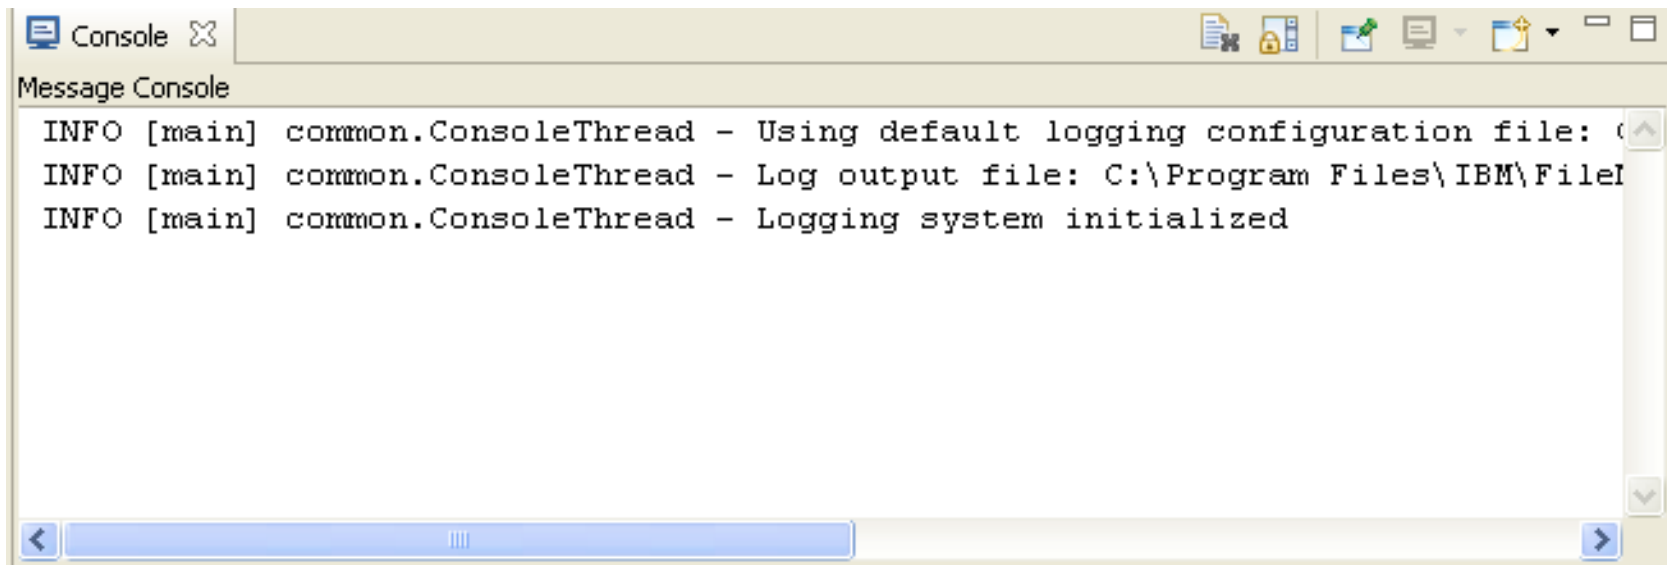 Console
Message Console
INFO [main] common.ConsoleThread - Using default logging configuration file:
INFO [main] common.ConsoleThread - Log output file: C:\Program Files\IBM\File
INFO [main] common.ConsoleThread - Logging system initialized